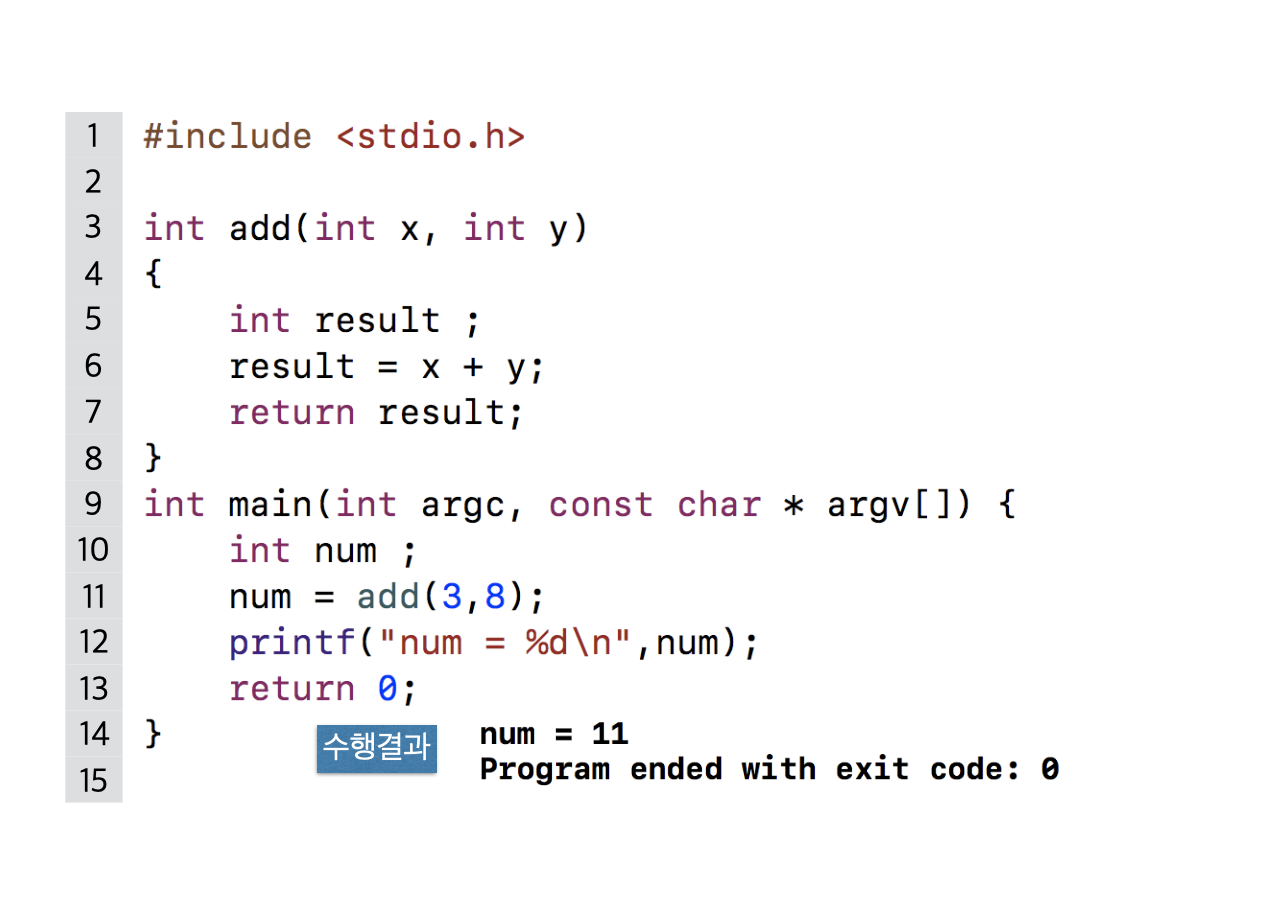 1 #include <stdio.h>
2
3 int add(int x, int y)
4 {
5     int result ;
6     result = x + y;
7     return result;
8 }
9 int main(int argc, const char * argv[]) {
10     int num ;
11     num = add(3,8);
12     printf("num = %d\n",num);
13     return 0;
14 }
15
수행결과
num = 11
Program ended with exit code: 0